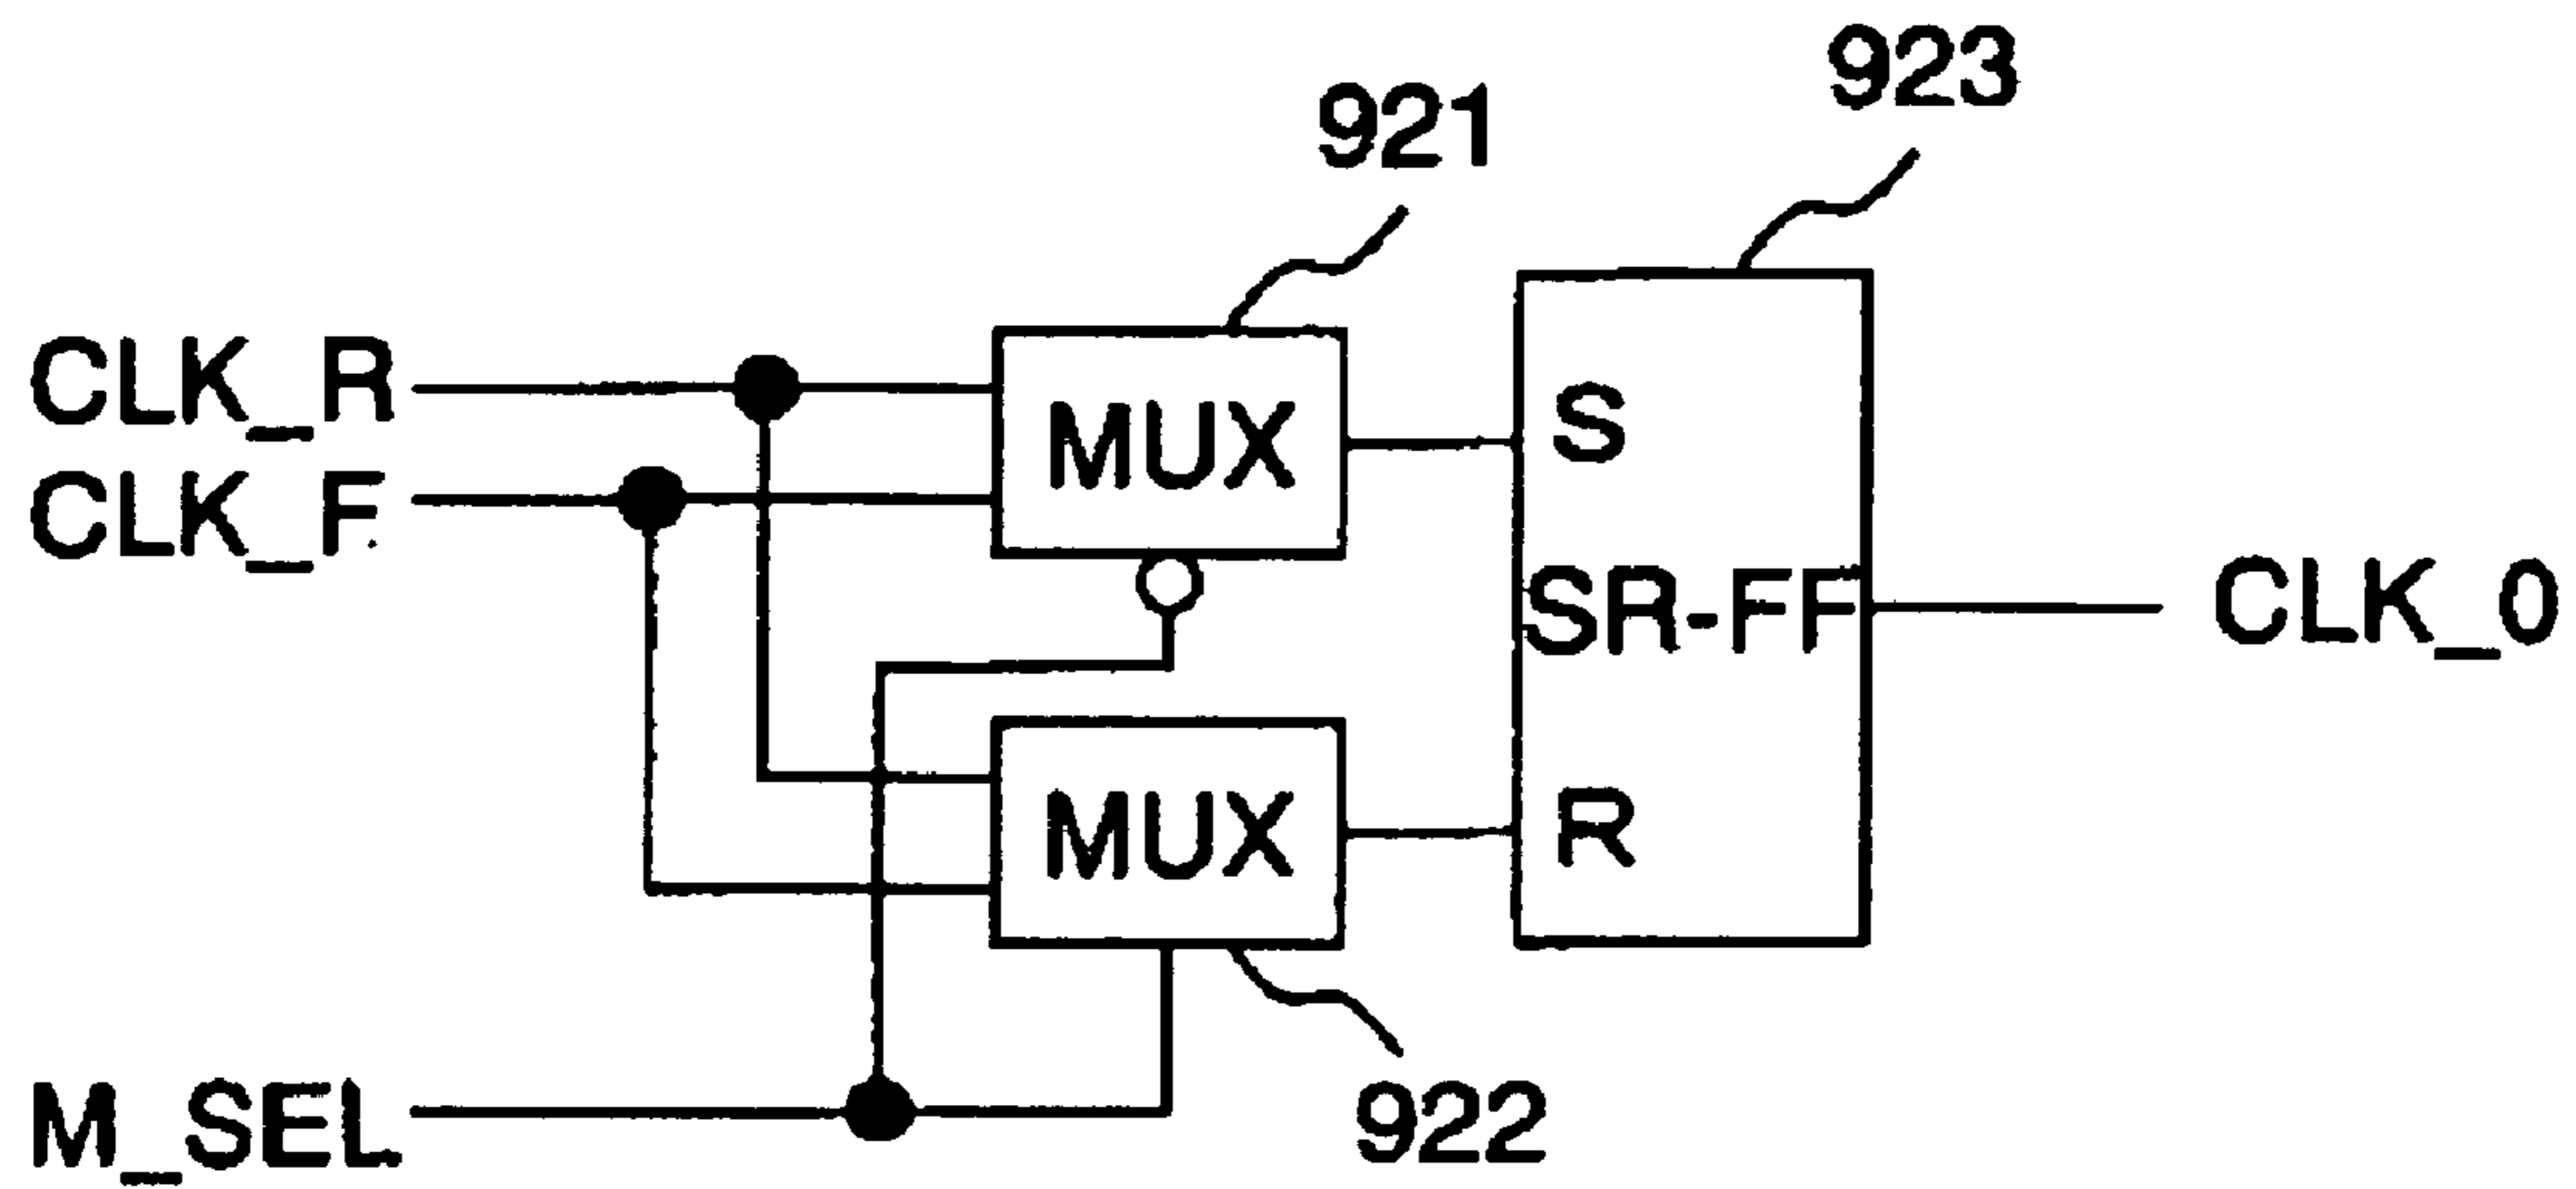 923
921
CLK_R
MUX
S
CLK_F
SR-FF
CLK_0
MUX
R
M_SEL
922